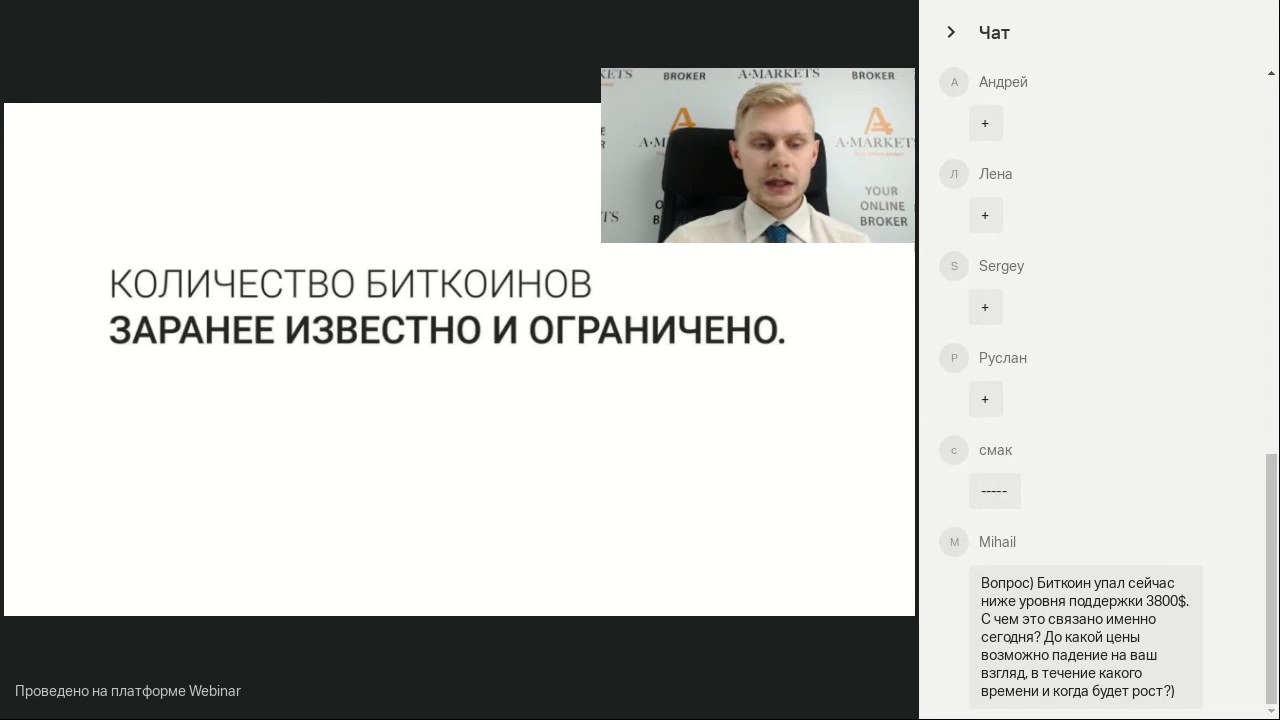 КОЛИЧЕСТВО БИТКОИНОВ
ЗАРАНЕЕ ИЗВЕСТНО И ОГРАНИЧЕНО.
BROKER
A·MARKETS
BROKER
A·MARKETS
YOUR
ONLINE
BROKER
Проведено на платформе Webinar
Чат
А
Андрей
+
Л
Лена
+
S
Sergey
+
Р
Руслан
+
с
смак
-----
M
Mihail
Вопрос) Биткоин упал сейчас
ниже уровня поддержки 3800$.
С чем это связано именно
сегодня? До какой цены
возможно падение на ваш
взгляд, в течение какого
времени и когда будет рост?)